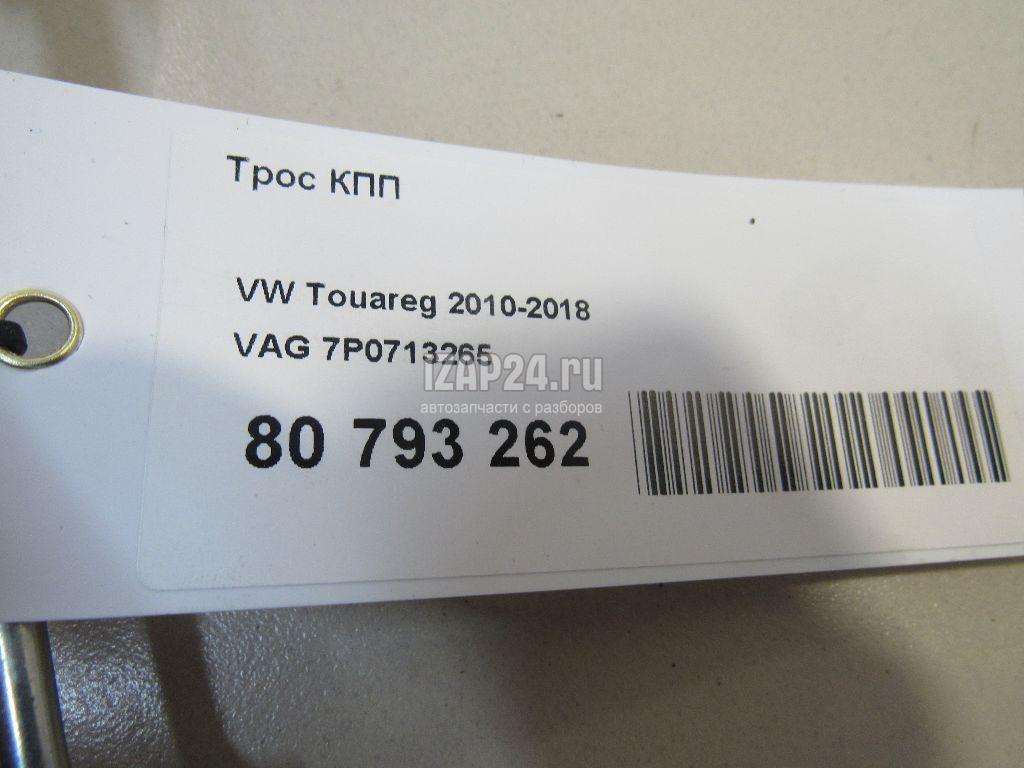 Трос КПП
VW Touareg 2010-2018
VAG 7P0713265
IZAP24.ru
автозапчасти с разборов
80 793 262